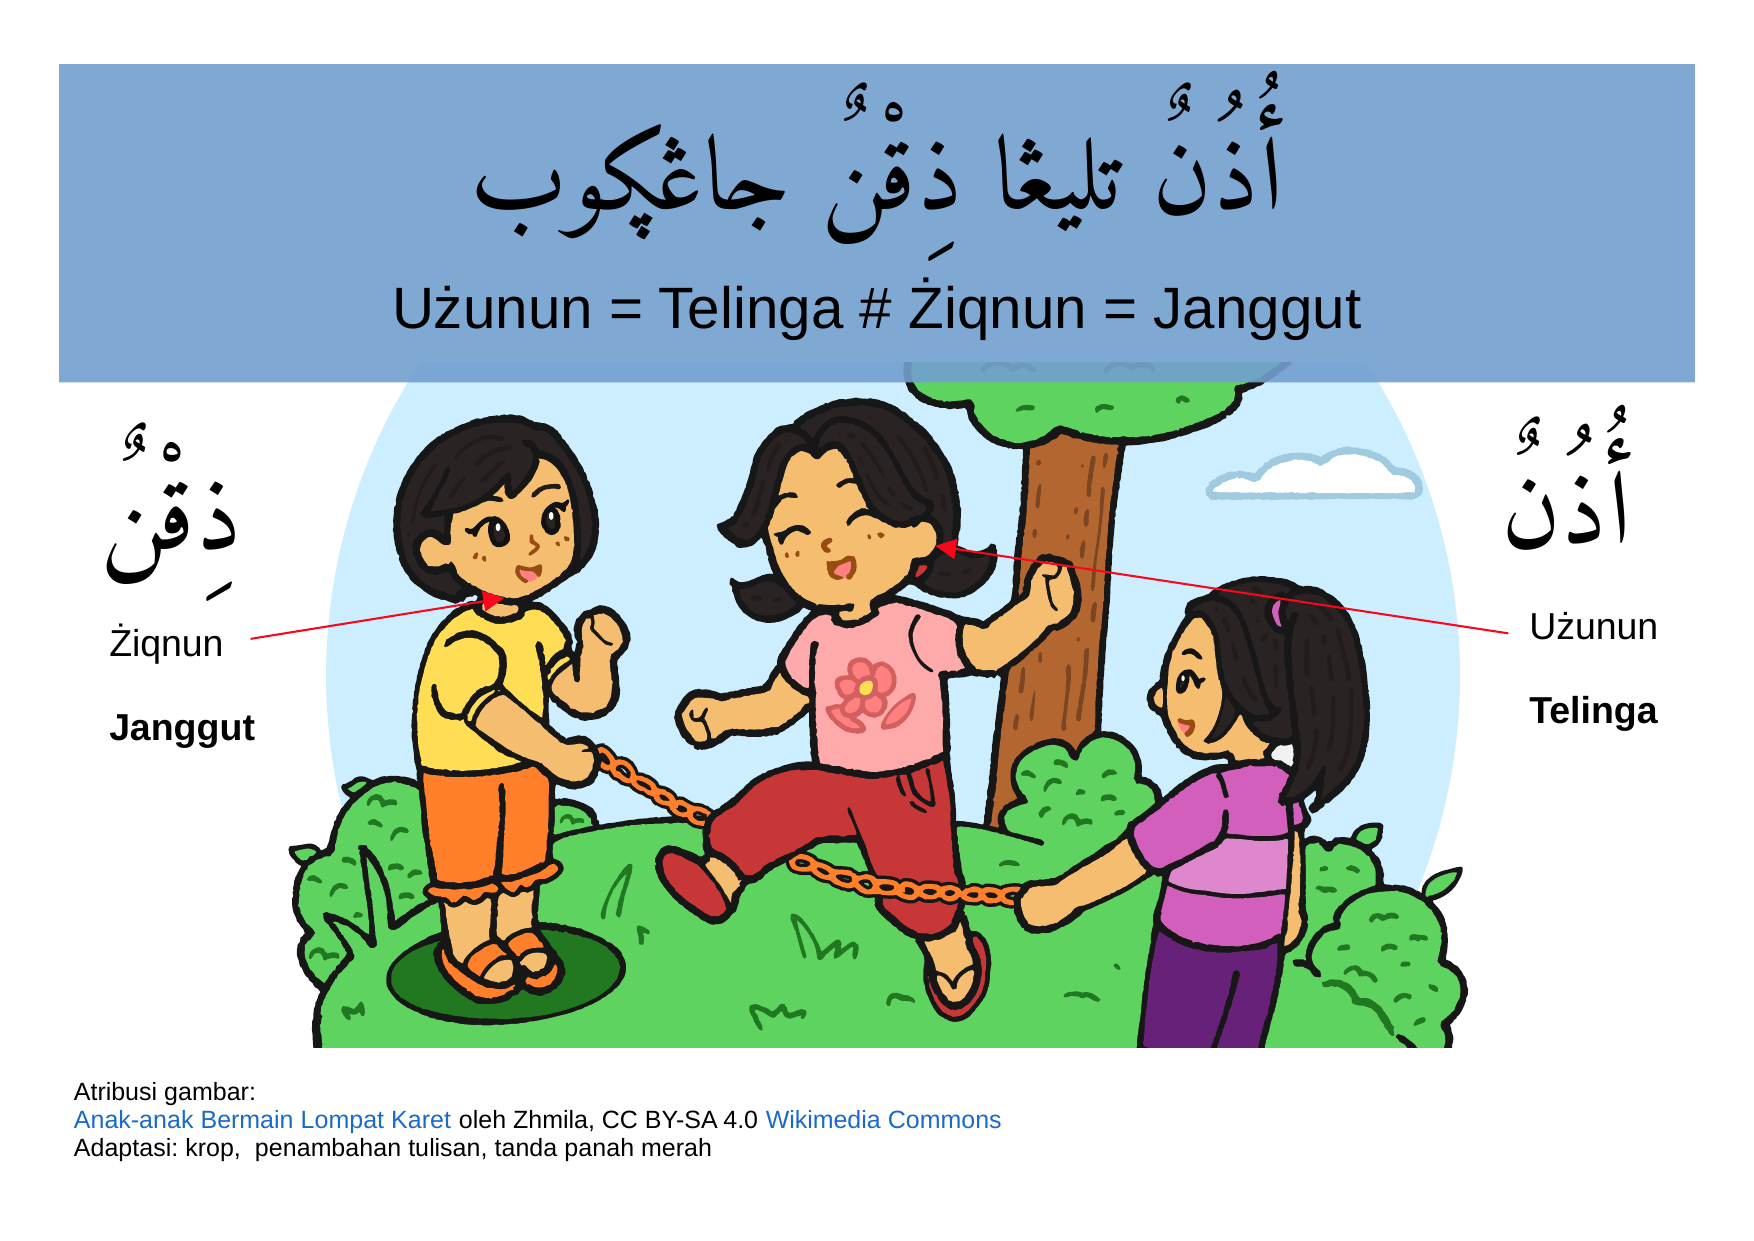 أُذُنٌ تليڠا ذِقْنٌ جاڠڮوب
Użunun = Telinga # Żiqnun = Janggut
ذِقْنٌ
Żiqnun
Janggut
أُذُنٌ
Użunun
Telinga
Atribusi gambar:
Anak-anak Bermain Lompat Karet oleh Zhmila, CC BY-SA 4.0 Wikimedia Commons
Adaptasi: krop,  penambahan tulisan, tanda panah merah